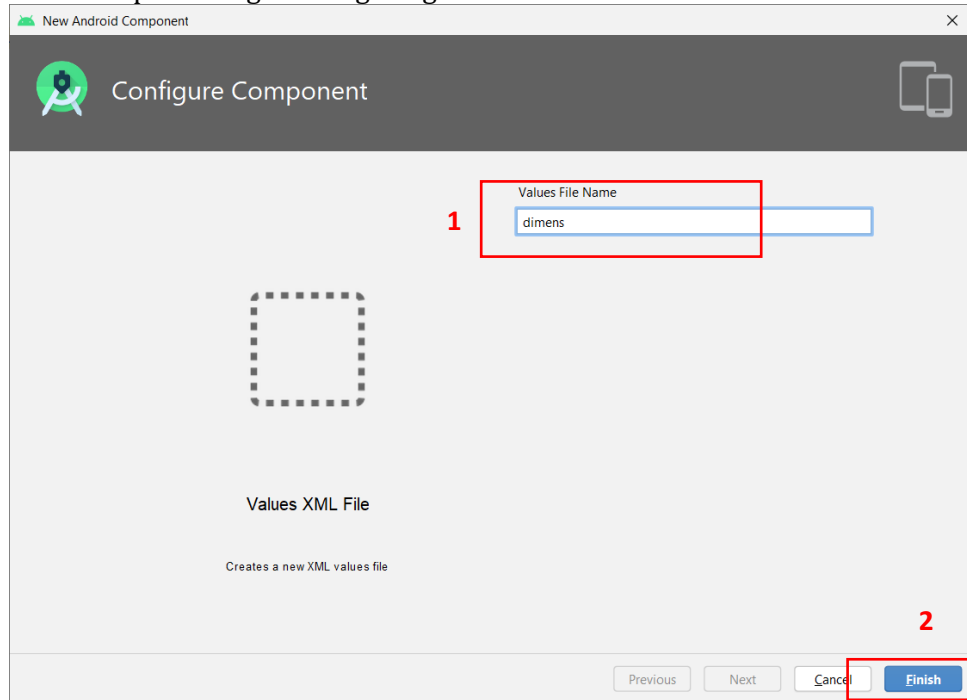 New Android Component
Configure Component
Values File Name
1
dimens
Values XML File
Creates a new XML values file
2
Previous
Next
Cancel
Finish